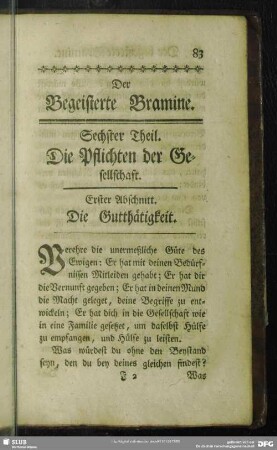 83
Der
Begeisterte Bramine.
Sechster Theil.
Die Pflichten der Ge-
sellschaft.
Erster Abschnitt.
Die Gutthätigkeit.
Verehre die unermeßliche Güte des
Ewigen: Er hat mit deinen Bedürf-
nissen Mitleiden gehabt; Er hat dir
die Vernunft gegeben; Er hat in deinen Mund
die Macht geleget, deine Begriffe zu ent-
wickeln; Er hat dich in die Gesellschaft wie
in eine Familie gesetzet, um daselbst Hülfe
zu empfangen, und Hülfe zu leisten.
Was würdest du ohne den Beystand
seyn, den du bey deines gleichen findest?
F 2 Was
SLUB